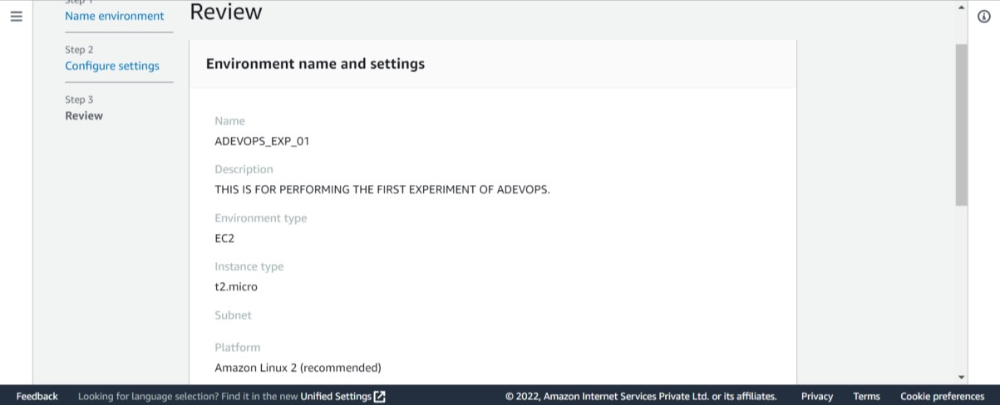 Step 1
Name environment
Step 2
Configure settings
Step 3
Review
Review
Environment name and settings
Name
ADEVOPS_EXP_01
Description
THIS IS FOR PERFORMING THE FIRST EXPERIMENT OF ADEVOPS.
Environment type
EC2
Instance type
t2.micro
Subnet
Platform
Amazon Linux 2 (recommended)
Feedback Looking for language selection? Find it in the new Unified Settings © 2022, Amazon Internet Services Private Ltd. or its affiliates. Privacy Terms Cookie preferences